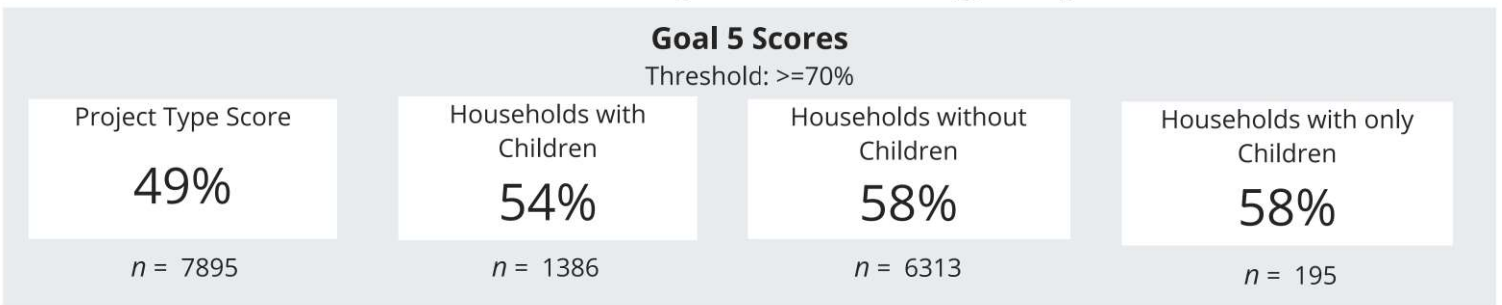 Goal 5 Scores
Threshold: >=70%
Project Type Score
49%
n = 7895
Households with
Children
54%
n = 1386
Households without
Children
58%
n = 6313
Households with only
Children
58%
n = 195